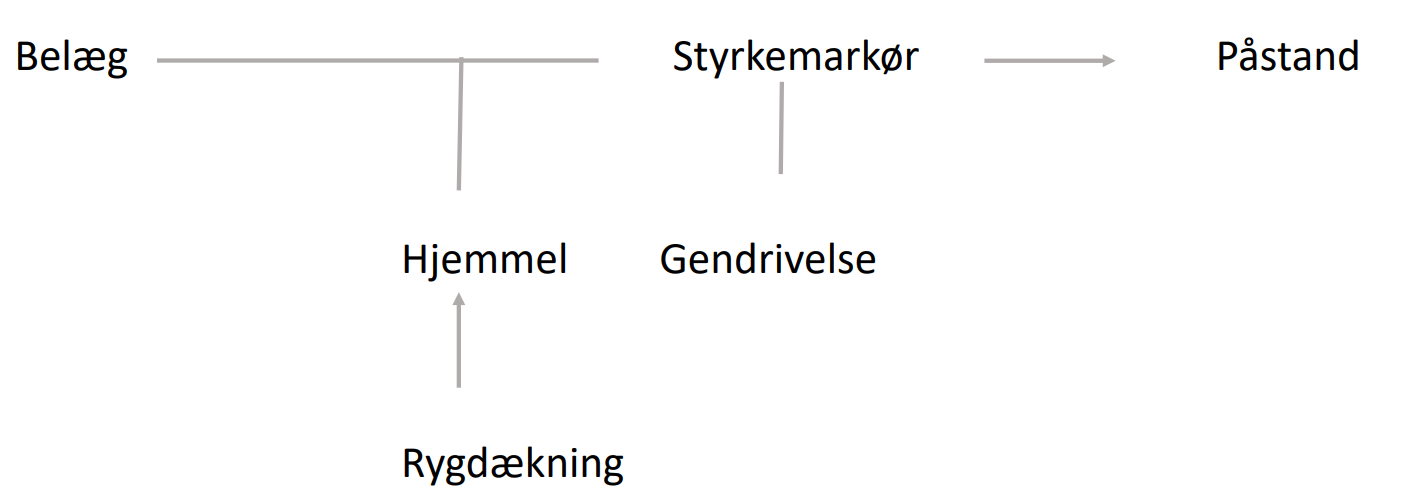 Belæg
Styrkemarkør
Påstand
Hjemmel
Gendrivelse
Rygdækning